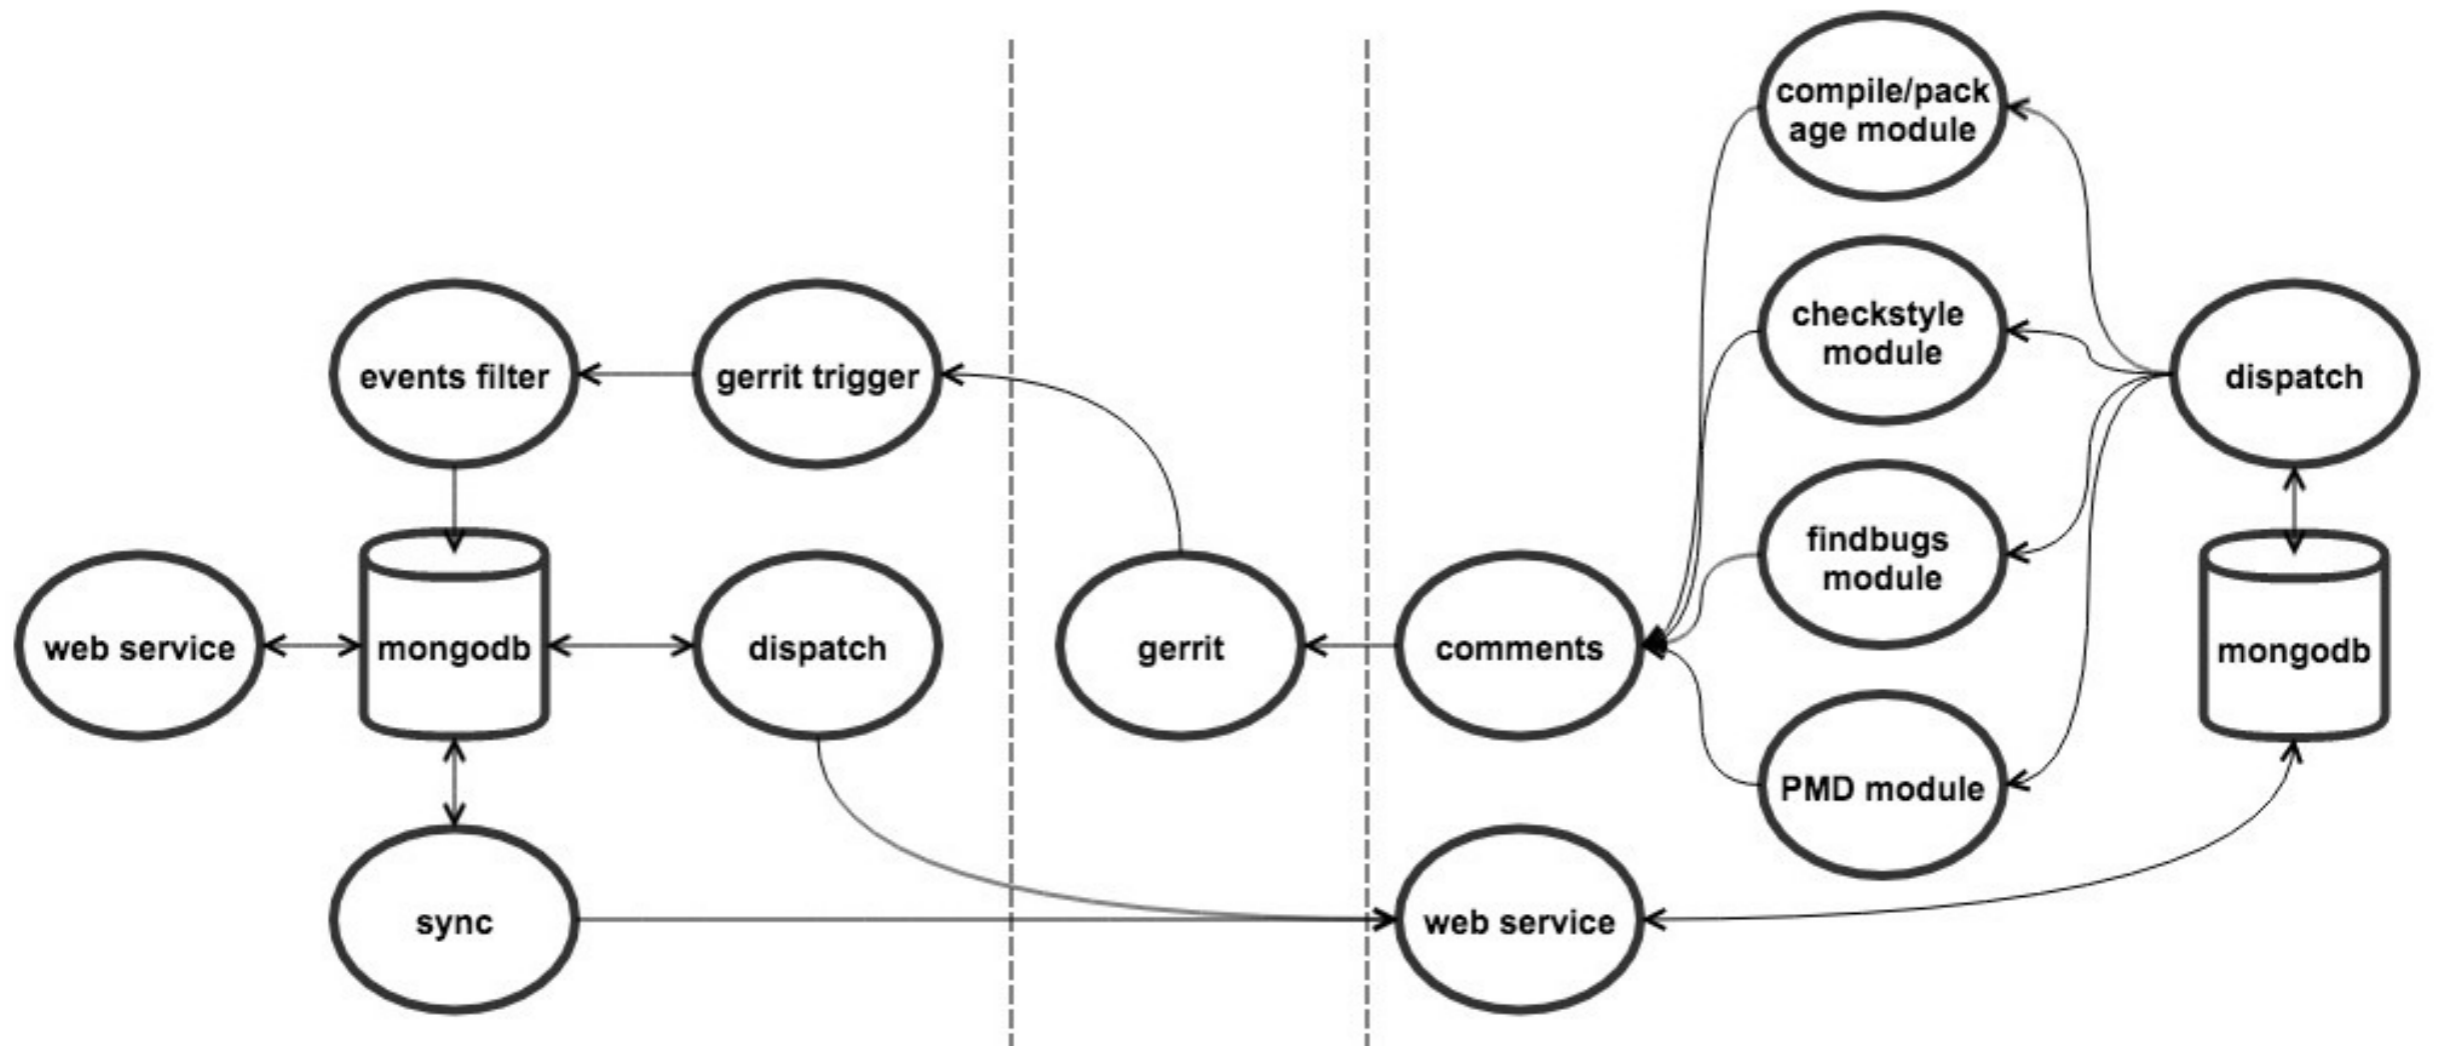 compile/pack
age module
checkstyle
module
events filter
gerrit trigger
dispatch
findbugs
module
web service
mongodb
dispatch
gerrit
comments
mongodb
PMD module
sync
web service